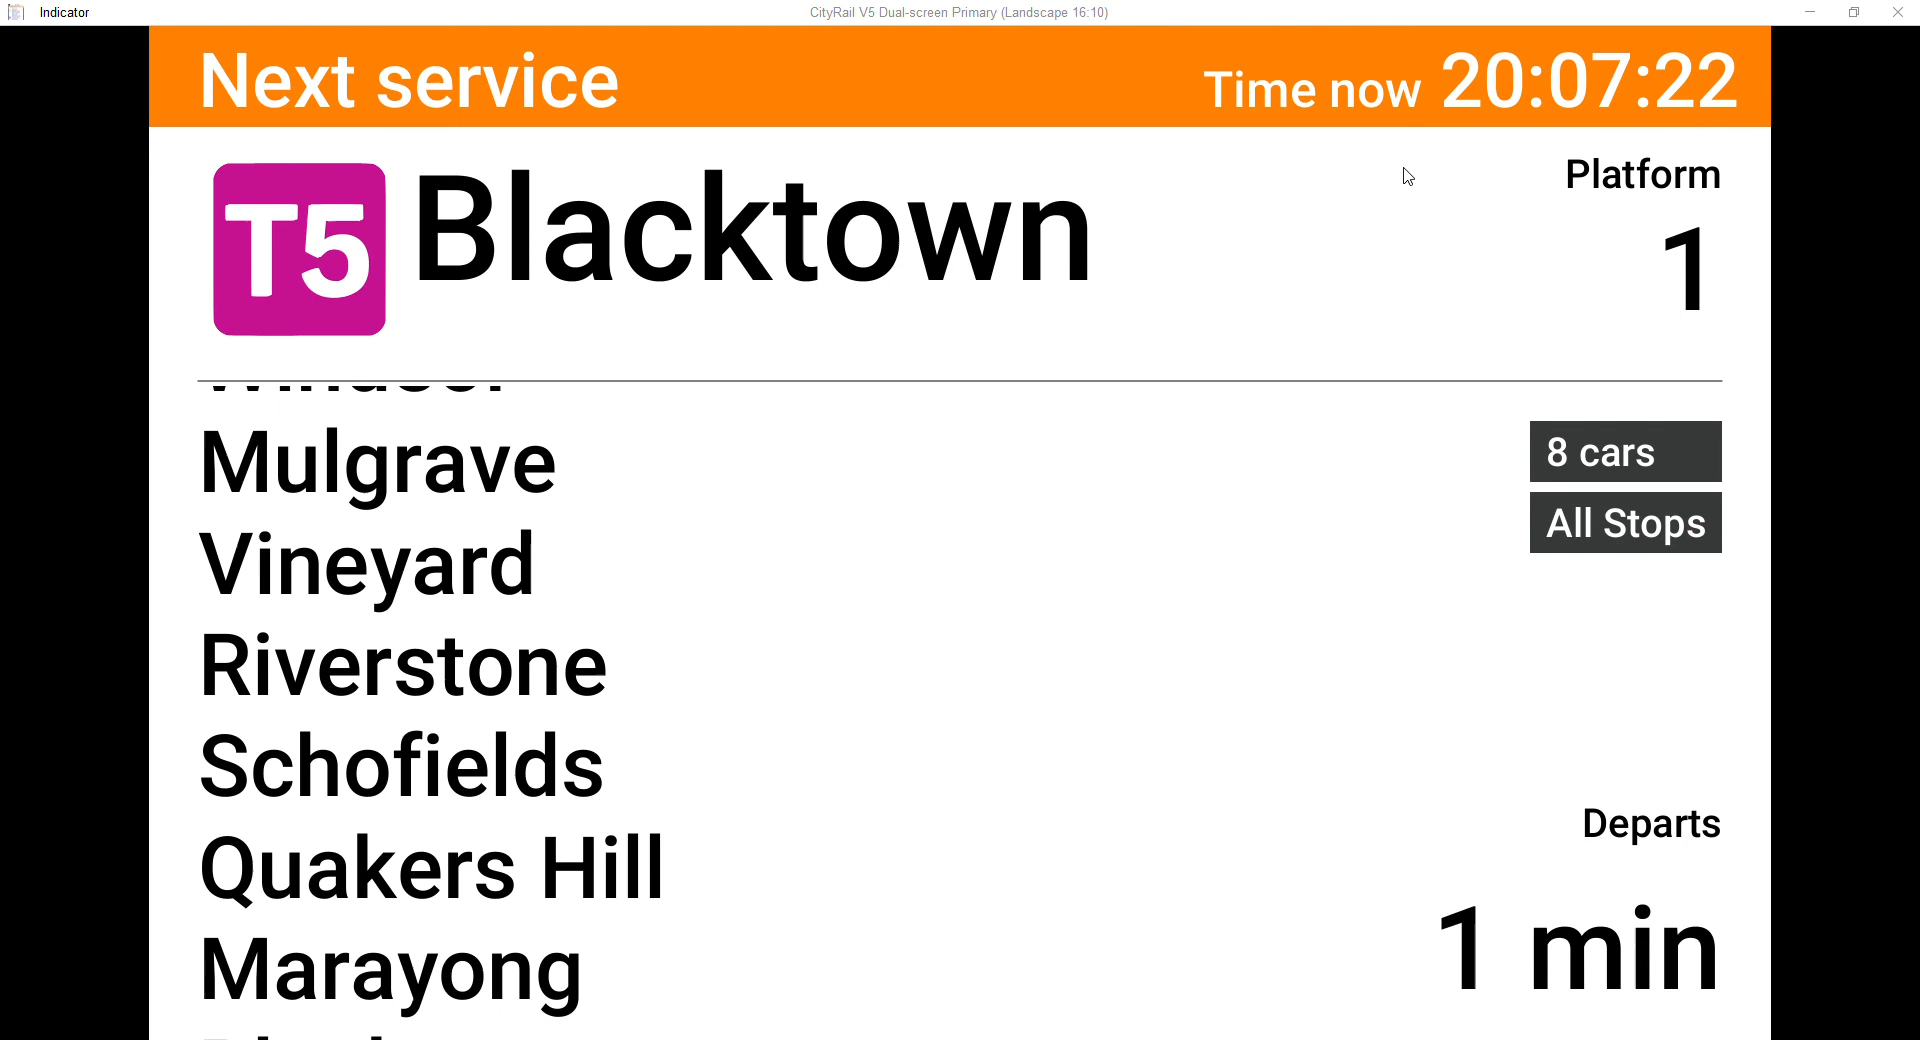 Indicator
CityRail V5 Dual-screen Primary (Landscape 16:10)
Next service
Time now 20:07:22
T5 Blacktown
Platform
1
Mulgrave
Vineyard
Riverstone
Schofields
Quakers Hill
Marayong
8 cars
All Stops
Departs
1 min